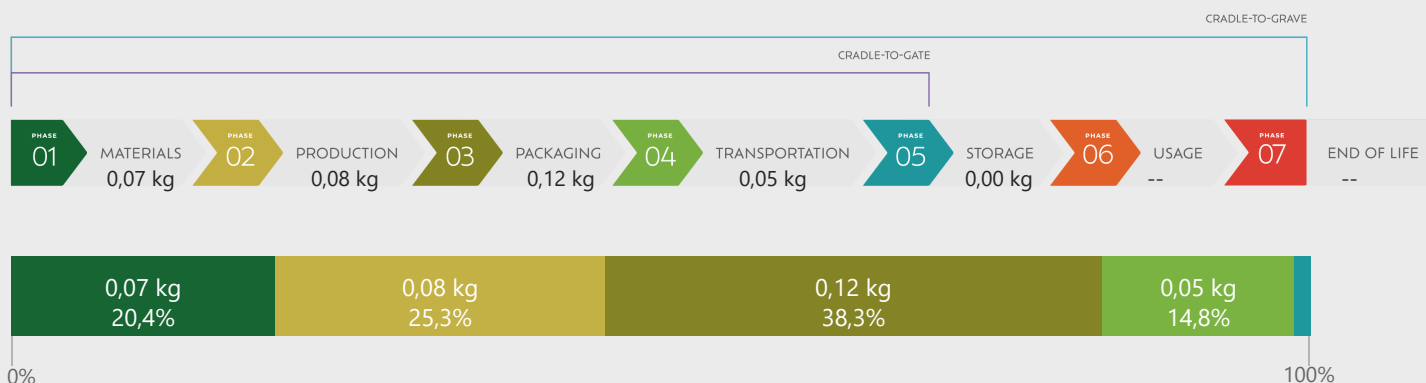 CRADLE-TO-GRAVE
CRADLE-TO-GATE
PHASE
01
MATERIALS
0,07 kg
PHASE
02
PRODUCTION
0,08 kg
PHASE
03
PACKAGING
0,12 kg
PHASE
04
TRANSPORTATION
0,05 kg
PHASE
05
STORAGE
0,00 kg
PHASE
06
USAGE
--
PHASE
07
END OF LIFE
--
0,07 kg
20,4%
0,08 kg
25,3%
0,12 kg
38,3%
0,05 kg
14,8%
0%
100%